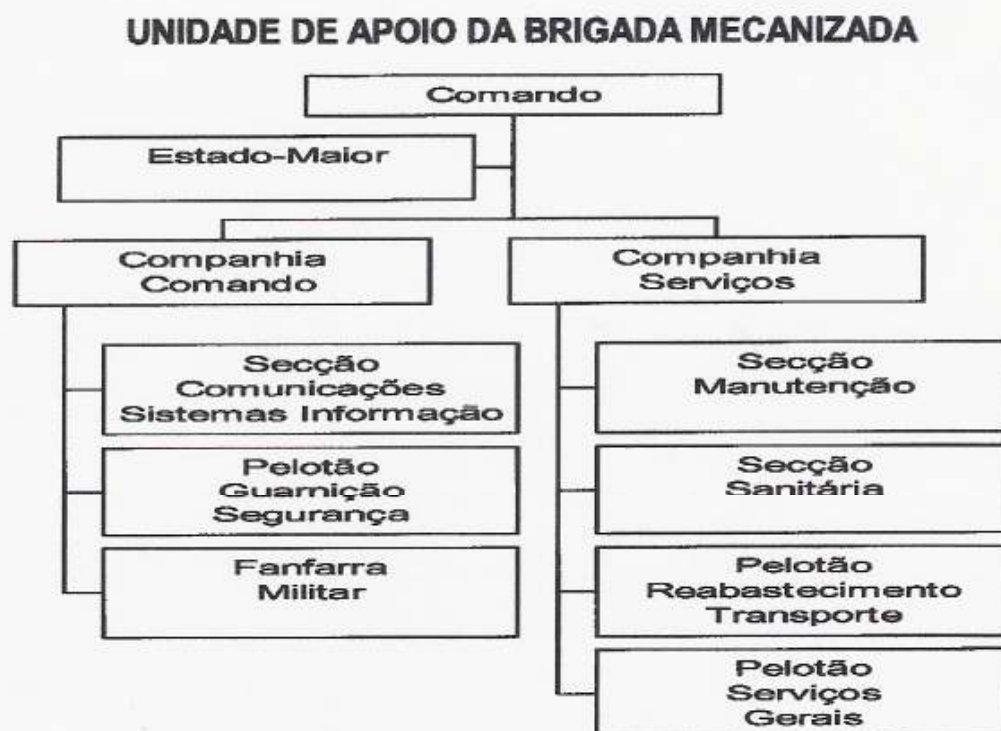 UNIDADE DE APOIO DA BRIGADA MECANIZADA
Comando
Estado-Maior
Companhia
Comando
Companhia
Serviços
Secção
Comunicações
Sistemas Informação
Pelotão
Guarnição
Segurança
Fanfarra
Militar
Secção
Manutenção
Secção
Sanitária
Pelotão
Reabastecimento
Transporte
Pelotão
Serviços
Gerais